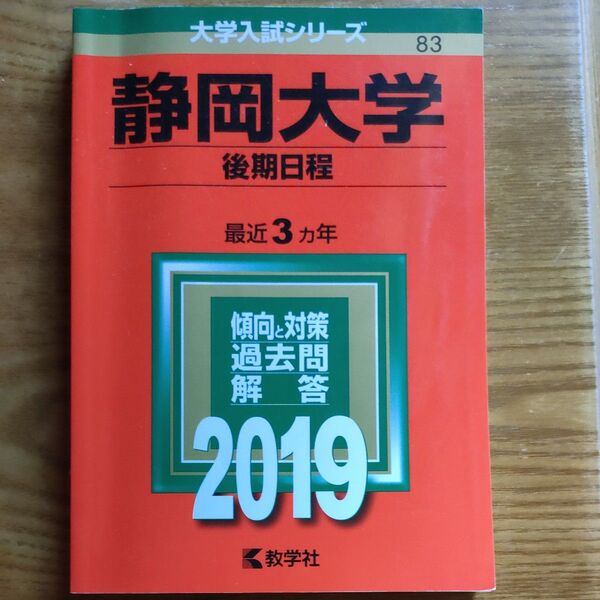 大学入試シリーズ
83
静岡大学
後期日程
最近3カ年
傾向と対策
過去問
解答
2019
教学社